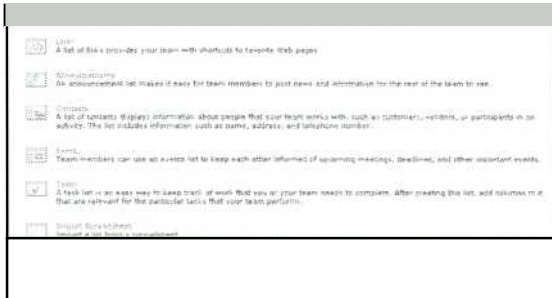 Links
A list of links provides your team with shortcuts to favorite Web pages
Announcements
An announcement list makes it easy for team members to post news and information for the rest of the team to see.
Contacts
A list of contacts displays information about people that your team works with, such as customers, vendors, or participants in an
activity. The list includes information such as name, address, and telephone number.
Events
Team members can use an events list to keep each other informed of upcoming meetings, deadlines, and other important events.
Tasks
A task list is an easy way to keep track of work that you or your team needs to complete. After creating this list, add columns to it
that are relevant for the particular tasks that your team performs.
Import Spreadsheet
Import a list from a spreadsheet